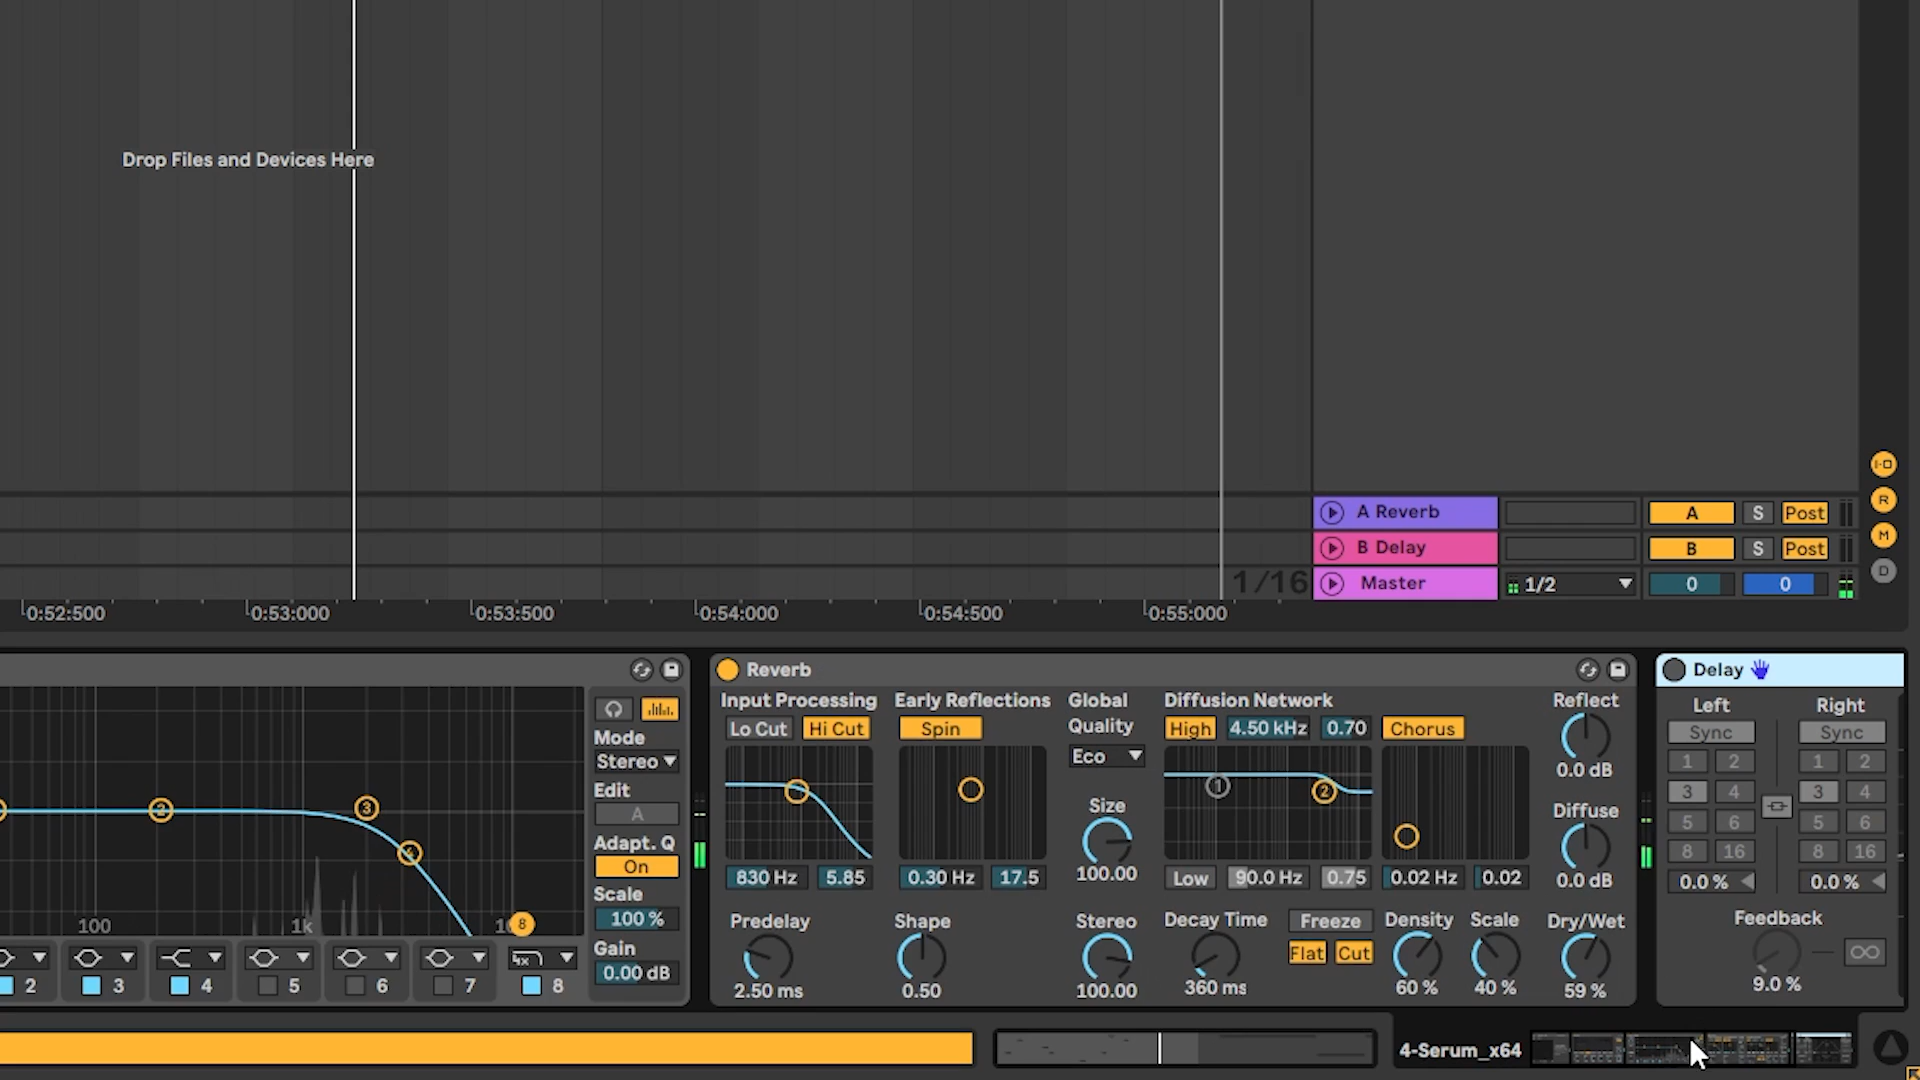 Drop Files and Devices Here
A Reverb A S Post
B Delay B S Post
1/16 Master 1/2 0 0
I·O
R
M
D
0:52:500 0:53:000 0:53:500 0:54:000 0:54:500 0:55:000
Mode
Stereo
Edit
A
Adapt. Q
On
Scale
100 %
Gain
0.00 dB
2 3 4 8
100 1k
2 3 4 5 6 7 8
Reverb
Input Processing Early Reflections Global Diffusion Network Reflect
Lo Cut Hi Cut Spin Quality High 4.50 kHz 0.70 Chorus
Eco
0.0 dB
1 2
Size Diffuse
100.00
830 Hz 5.85 0.30 Hz 17.5 Low 90.0 Hz 0.75 0.02 Hz 0.02 0.0 dB
Predelay Shape Stereo Decay Time Freeze Density Scale Dry/Wet
Flat Cut
2.50 ms 0.50 100.00 360 ms 60 % 40 % 59 %
Delay
Left Right
Sync Sync
1 2 1 2
3 4 3 4
5 6 5 6
8 16 8 16
0.0 % 0.0 %
Feedback
9.0 %
4-Serum_x64